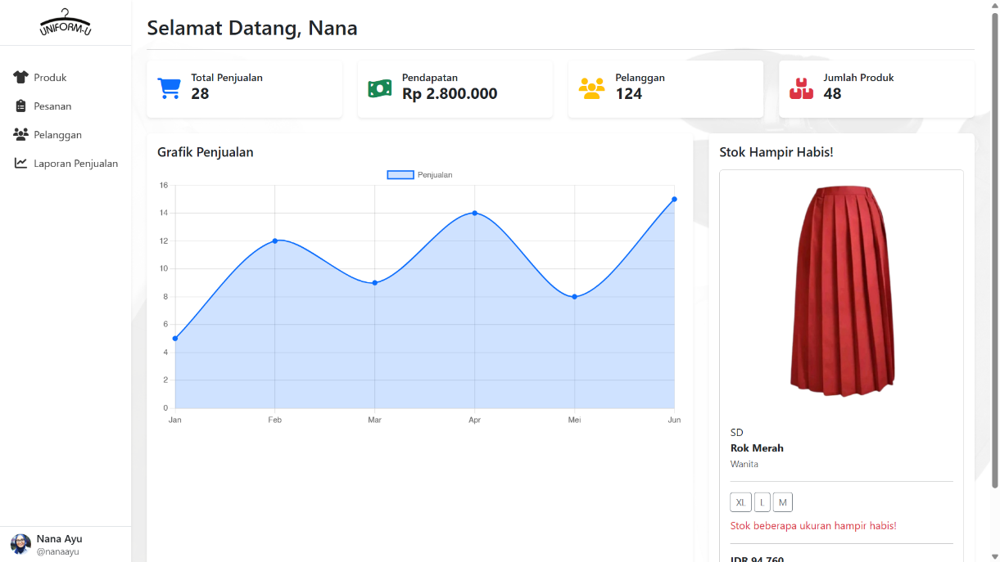 UNIFORM-U
Produk
Pesanan
Pelanggan
Laporan Penjualan
Nana Ayu
@nanaayu
Selamat Datang, Nana
Total Penjualan
28
Pendapatan
Rp 2.800.000
Pelanggan
124
Jumlah Produk
48
Grafik Penjualan
Penjualan
16
14
12
10
8
6
4
2
0
Jan Feb Mar Apr Mei Jun
Stok Hampir Habis!
SD
Rok Merah
Wanita
XL L M
Stok beberapa ukuran hampir habis!
IDR 94.760